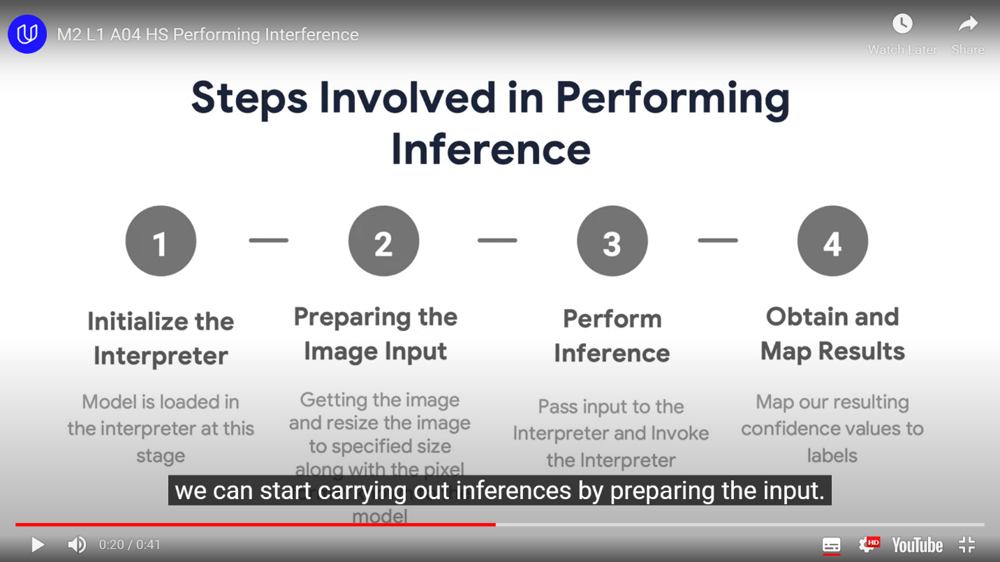 M2 L1 A04 HS Performing Interference
Watch Later
Share
Steps Involved in Performing
Inference
1
2
3
4
Initialize the
Interpreter
Model is loaded in
the interpreter at this
stage
Preparing the
Image Input
Getting the image
and resize the image
to specified size
along with the pixel
model
Perform
Inference
Pass input to the
Interpreter and Invoke
the Interpreter
Obtain and
Map Results
Map our resulting
confidence values to
labels
we can start carrying out inferences by preparing the input.
0:20 / 0:41
HD
YouTube